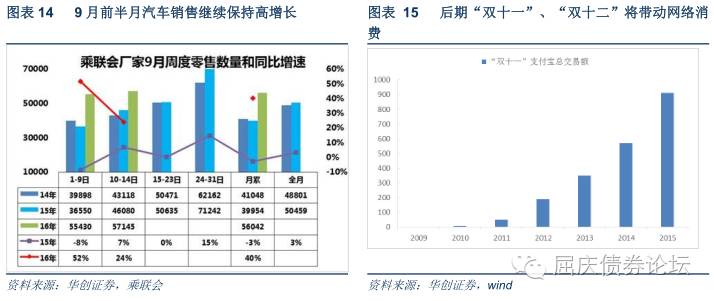 图表 14 9 月前半月汽车销售继续保持高增长
乘联会厂家9月周度零售数量和同比增速
70000
50000
30000
10000
60%
50%
40%
30%
20%
10%
0%
-10%
1-9日 10-14日 15-23日 24-31日 月累 全月
14年 39898 43118 50471 62162 41048 48801
15年 36550 46080 50635 71242 39954 50459
16年 55430 57145 56042
15年 -8% 7% 0% 15% -3% 3%
16年 52% 24% 40%
资料来源：华创证券，乘联会
图表 15 后期“双十一”、“双十二”将带动网络消
费
“双十一”支付宝总交易额
1000
900
800
700
600
500
400
300
200
100
0
2009 2010 2011 2012 2013 2014 2015
资料来源：华创证券，wind
屈庆债券论坛